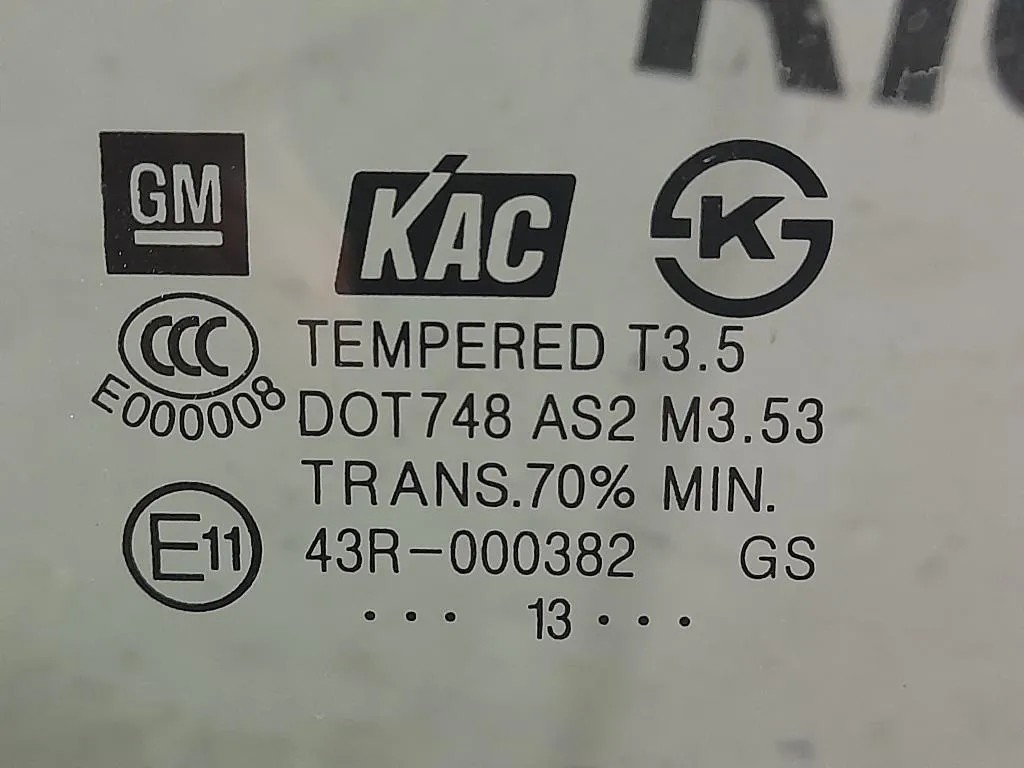 GM
KAC
K
CCC
E000008
TEMPERED T3.5
DOT748 AS2 M3.53
TRANS.70% MIN.
E11
43R-000382 GS
••• 13 •••